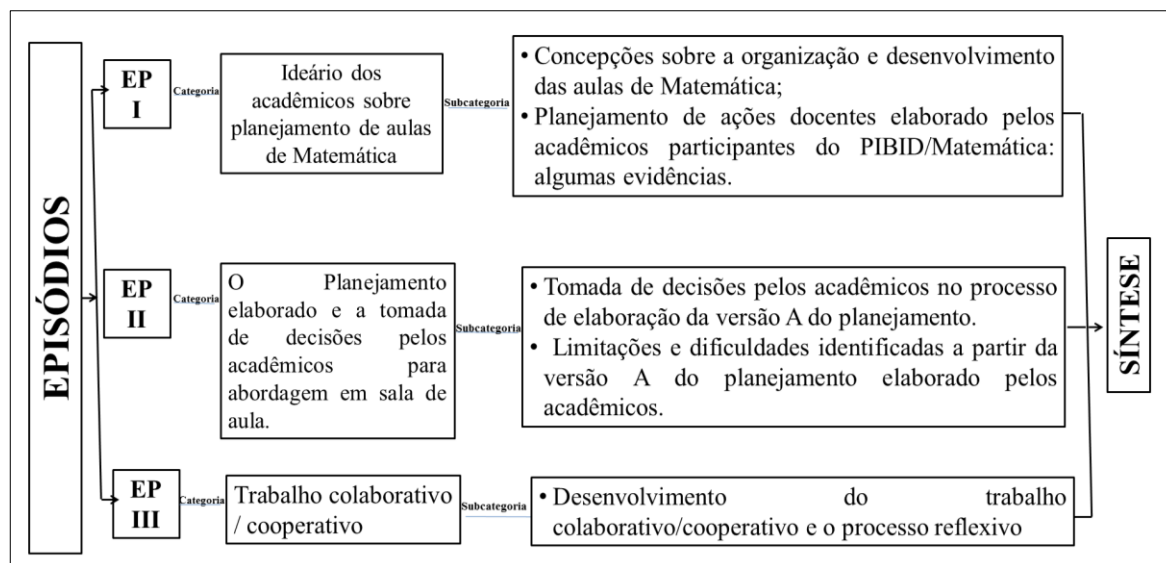 EPISÓDIOS
EP
I
Categoria
Ideário dos
acadêmicos sobre
planejamento de aulas
de Matemática
Subcategoria
• Concepções sobre a organização e desenvolvimento
das aulas de Matemática;
• Planejamento de ações docentes elaborado pelos
acadêmicos participantes do PIBID/Matemática:
algumas evidências.
EP
II
Categoria
O Planejamento
elaborado e a tomada
de decisões pelos
acadêmicos para
abordagem em sala de
aula.
Subcategoria
• Tomada de decisões pelos acadêmicos no processo
de elaboração da versão A do planejamento.
• Limitações e dificuldades identificadas a partir da
versão A do planejamento elaborado pelos
acadêmicos.
EP
III
Categoria
Trabalho colaborativo
/ cooperativo
Subcategoria
• Desenvolvimento do trabalho
colaborativo/cooperativo e o processo reflexivo
SÍNTESE